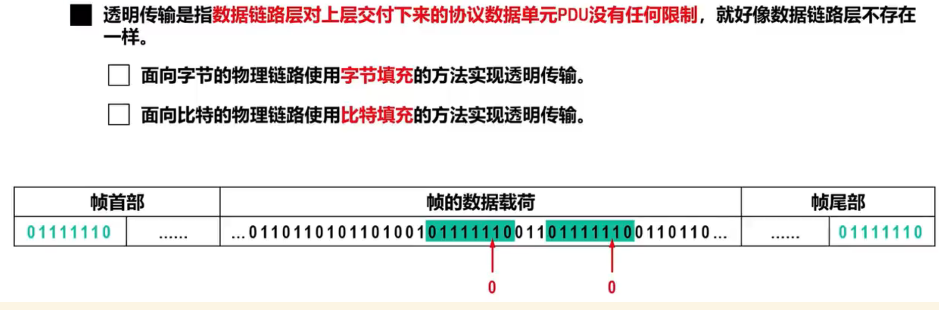 透明传输是指数据链路层对上层交付下来的协议数据单元PDU没有任何限制，就好像数据链路层不存在
一样。
面向字节的物理链路使用字节填充的方法实现透明传输。
面向比特的物理链路使用比特填充的方法实现透明传输。
帧首部 帧的数据载荷 帧尾部
01111110 …… …011011010110100101111110011011111100110110… …… 01111110
0 0